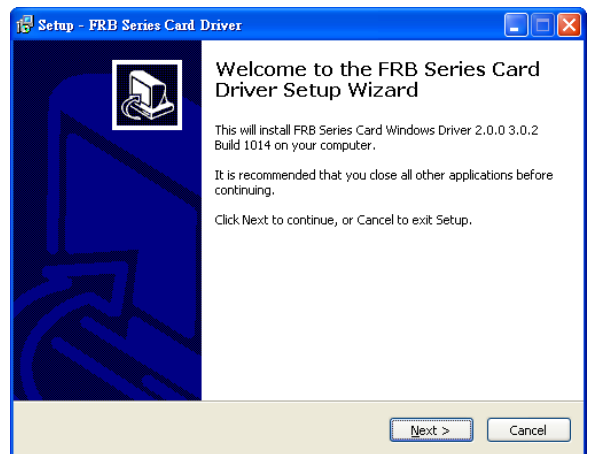 Setup - FRB Series Card Driver
Welcome to the FRB Series Card
Driver Setup Wizard
This will install FRB Series Card Windows Driver 2.0.0 3.0.2
Build 1014 on your computer.
It is recommended that you close all other applications before
continuing.
Click Next to continue, or Cancel to exit Setup.
Next >
Cancel